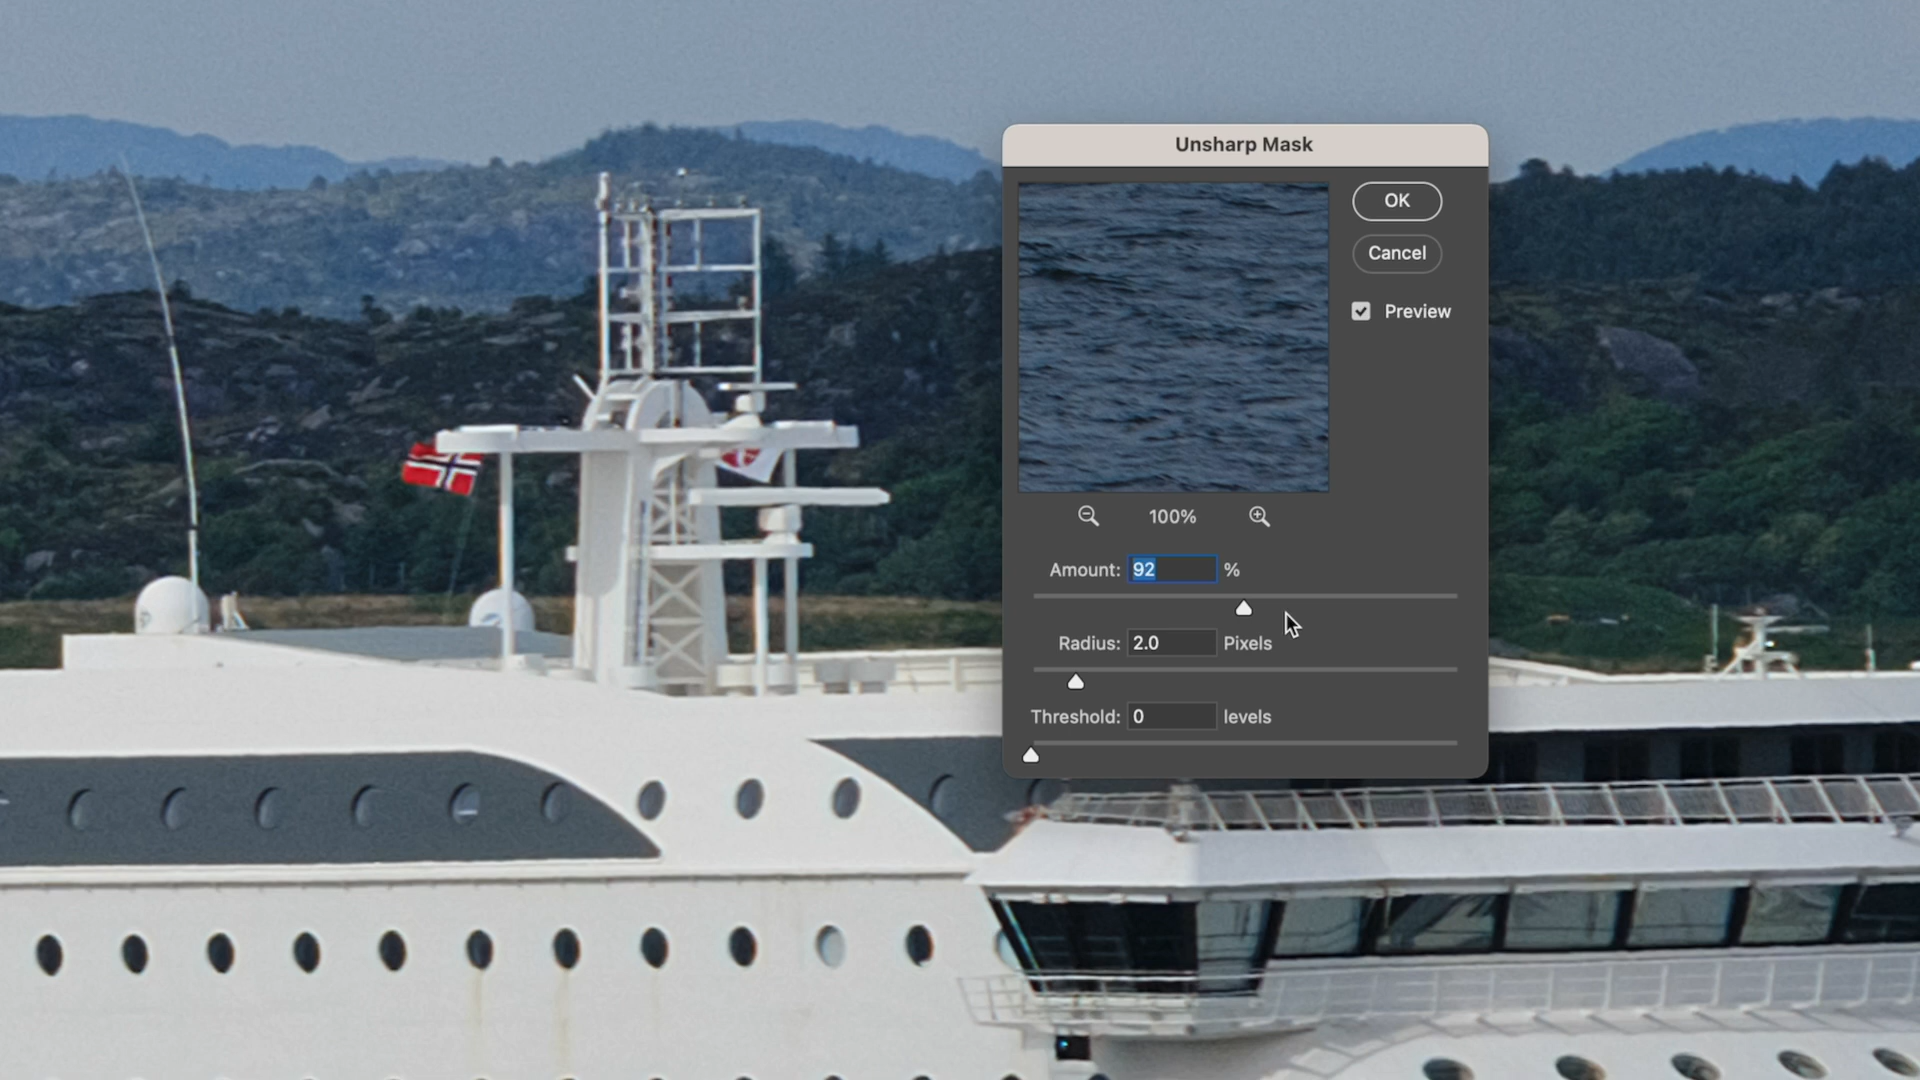 Unsharp Mask
OK
Cancel
Preview
100%
Amount: 92 %
Radius: 2.0 Pixels
Threshold: 0 levels